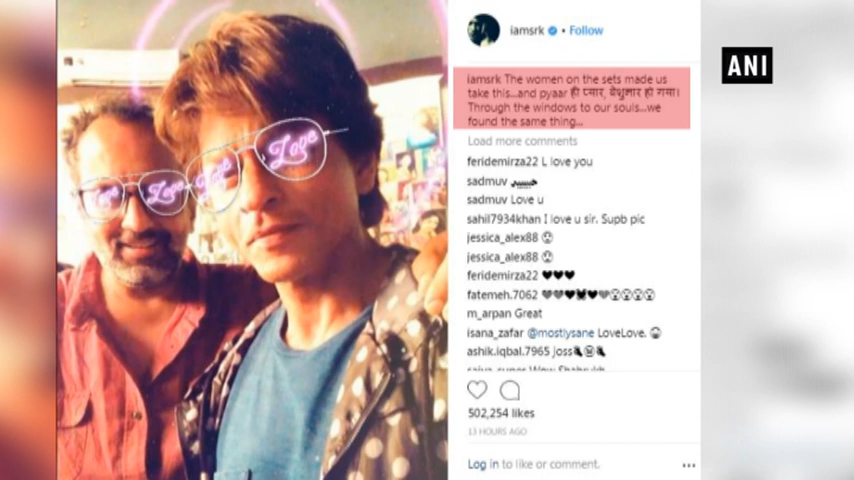 Love Love Love Love
iamsrk • Follow
ANI
iamsrk The women on the sets made us
take this...and pyaar ही प्यार, बेशुमार हो गया।
Through the windows to our souls...we
found the same thing...
Load more comments
feridemirza22 L love you
sadmuv
sadmuv Love u
sahil7934khan I love u sir. Supb pic
jessica_alex88
jessica_alex88
feridemirza22 ♥♥♥
fatemeh.7062
m_arpan Great
isana_zafar @mostlysane LoveLove.
ashik.iqbal.7965 joss
502,254 likes
13 HOURS AGO
Log in to like or comment.